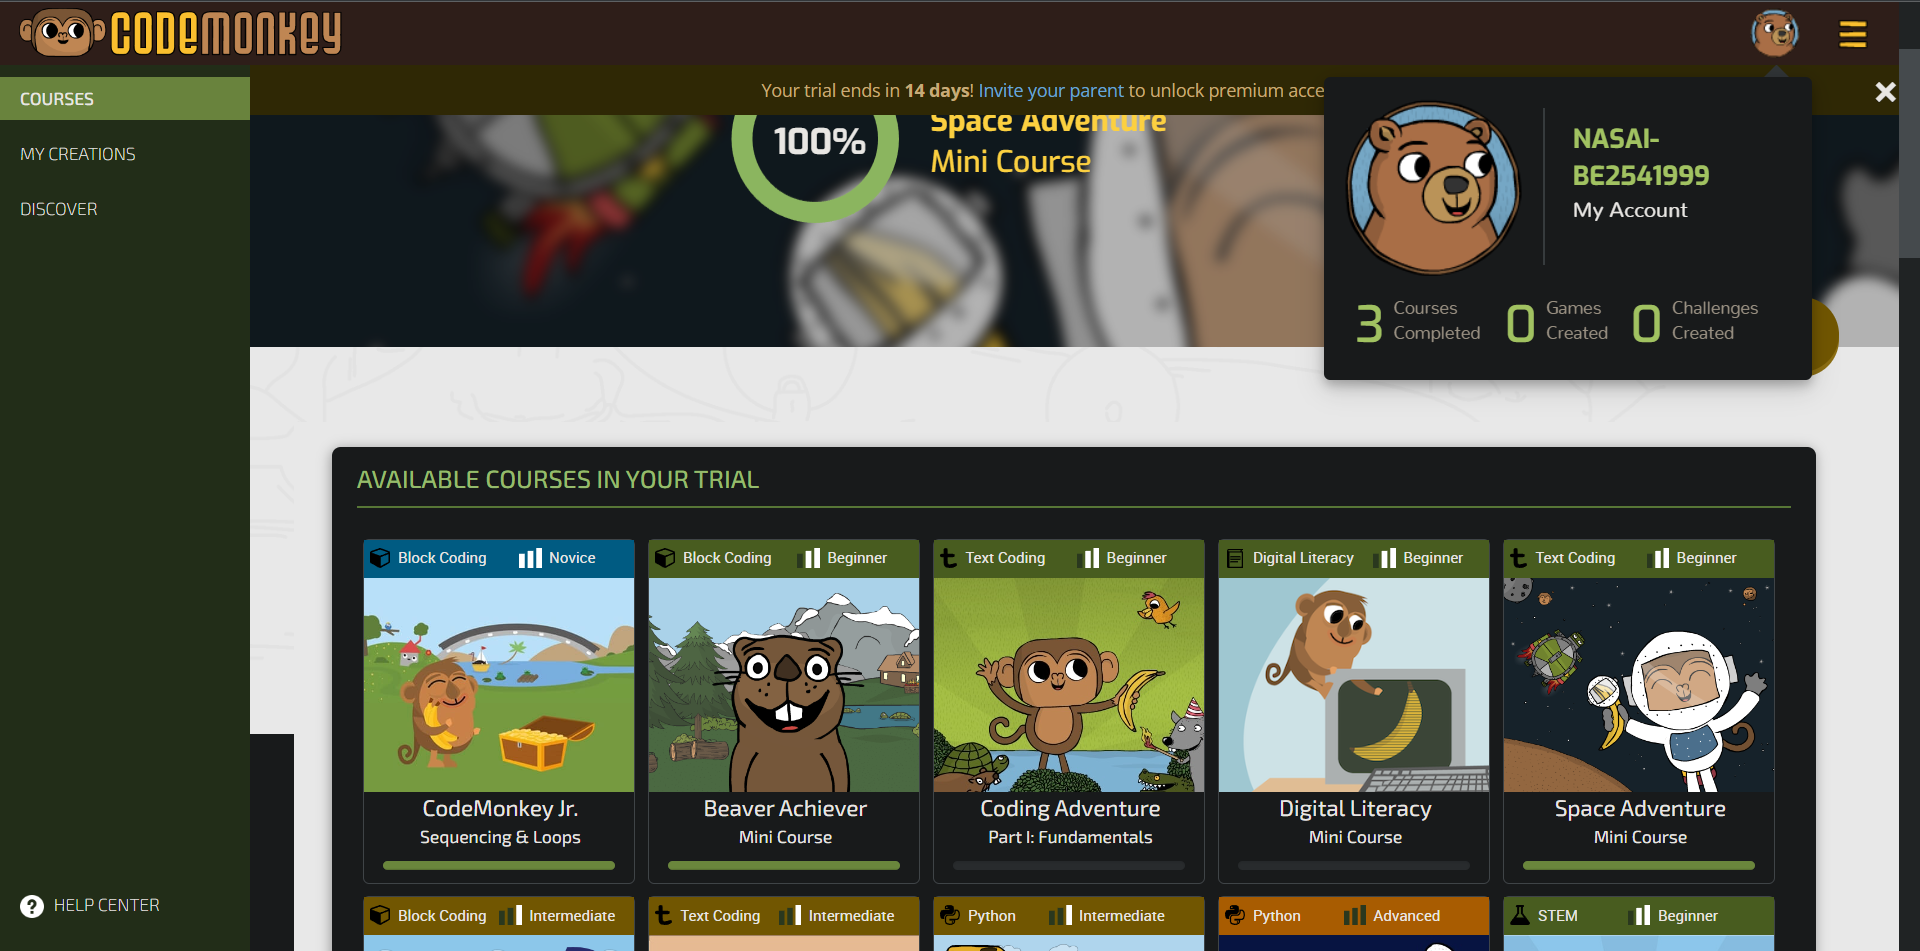 CODEMONKEY
COURSES
MY CREATIONS
DISCOVER
HELP CENTER
Your trial ends in 14 days! Invite your parent to unlock premium acce
100%
Space Adventure
Mini Course
NASAI-
BE2541999
My Account
3 Courses Completed
0 Games Created
0 Challenges Created
AVAILABLE COURSES IN YOUR TRIAL
Block Coding Novice
CodeMonkey Jr.
Sequencing & Loops
Block Coding Beginner
Beaver Achiever
Mini Course
Text Coding Beginner
Coding Adventure
Part I: Fundamentals
Digital Literacy Beginner
Digital Literacy
Mini Course
Text Coding Beginner
Space Adventure
Mini Course
Block Coding Intermediate
Text Coding Intermediate
Python Intermediate
Python Advanced
STEM Beginner